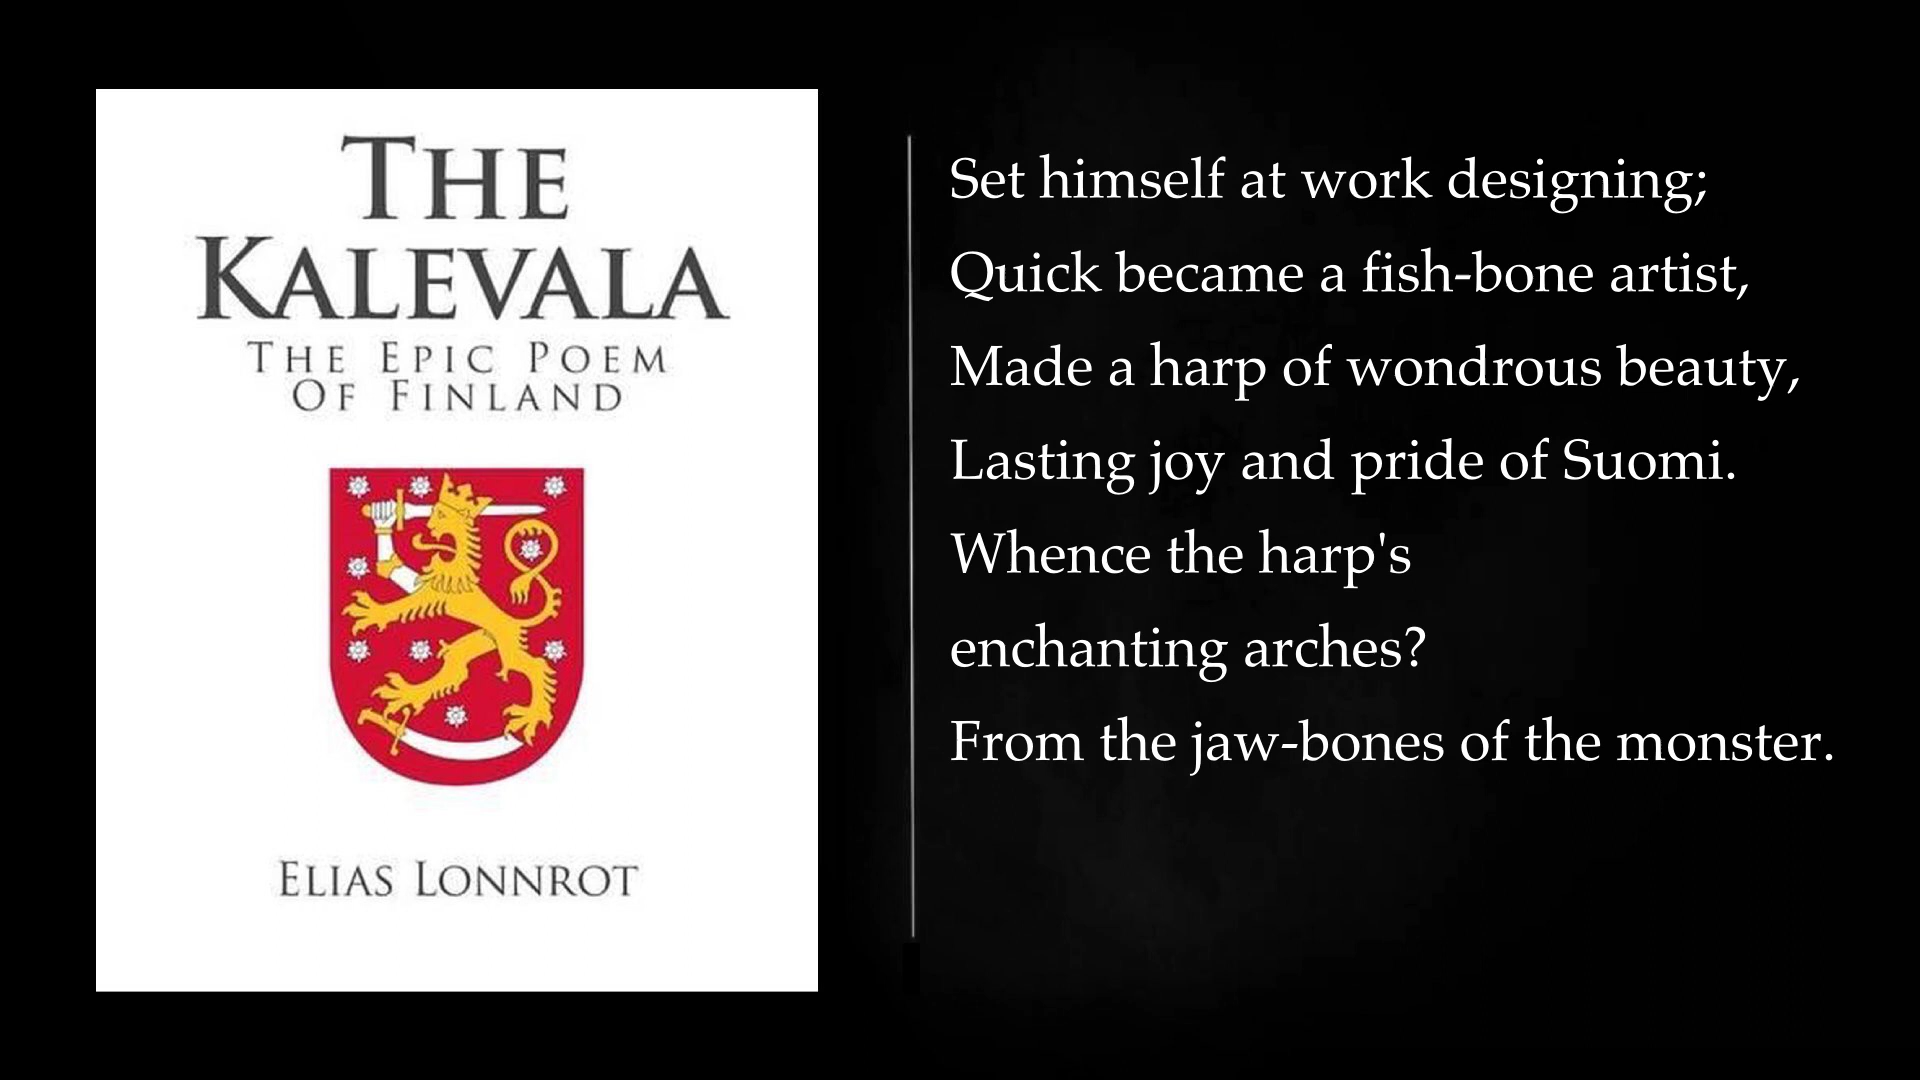 THE
KALEVALA
THE EPIC POEM
OF FINLAND
ELIAS LONNROT
Set himself at work designing;
Quick became a fish-bone artist,
Made a harp of wondrous beauty,
Lasting joy and pride of Suomi.
Whence the harp's
enchanting arches?
From the jaw-bones of the monster.